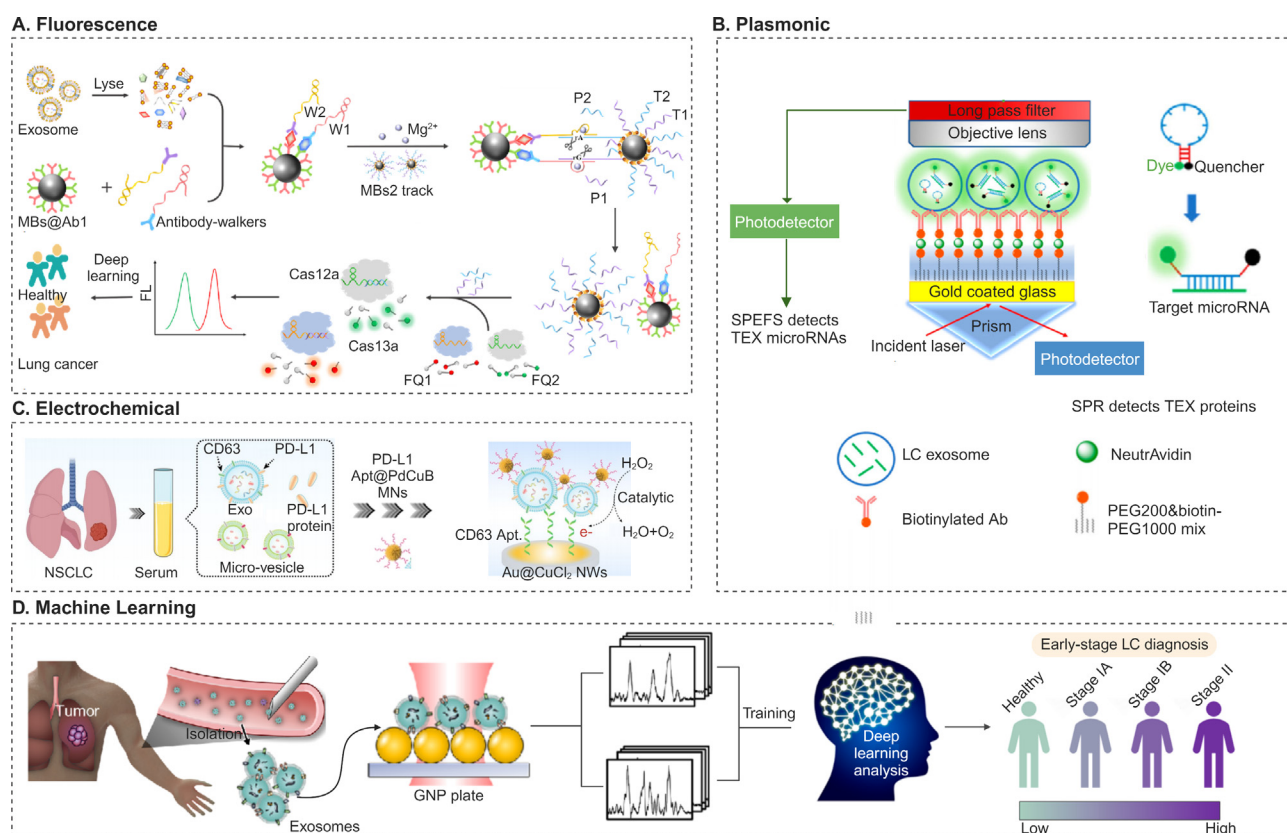 A. Fluorescence
Lyse
Exosome
MBs@Ab1
+
Antibody-walkers
W2
W1
Mg²⁺
MBs2 track
P2
P1
T2
T1
Healthy
Lung cancer
Deep
learning
FL
Cas12a
Cas13a
FQ1
FQ2
B. Plasmonic
Long pass filter
Objective lens
Photodetector
SPEFS detects
TEX microRNAs
Gold coated glass
Prism
Incident laser
Photodetector
Dye
Quencher
Target microRNA
SPR detects TEX proteins
LC exosome
NeutrAvidin
Biotinylated Ab
PEG200&biotin-
PEG1000 mix
C. Electrochemical
NSCLC
Serum
CD63
PD-L1
Exo
PD-L1
protein
Micro-vesicle
PD-L1
Apt@PdCuB
MNs
H₂O₂
Catalytic
e-
H₂O+O₂
CD63 Apt.
Au@CuCl₂ NWs
D. Machine Learning
Tumor
Isolation
Exosomes
GNP plate
Training
Deep
learning
analysis
Early-stage LC diagnosis
Healthy
Stage IA
Stage IB
Stage II
Low
High